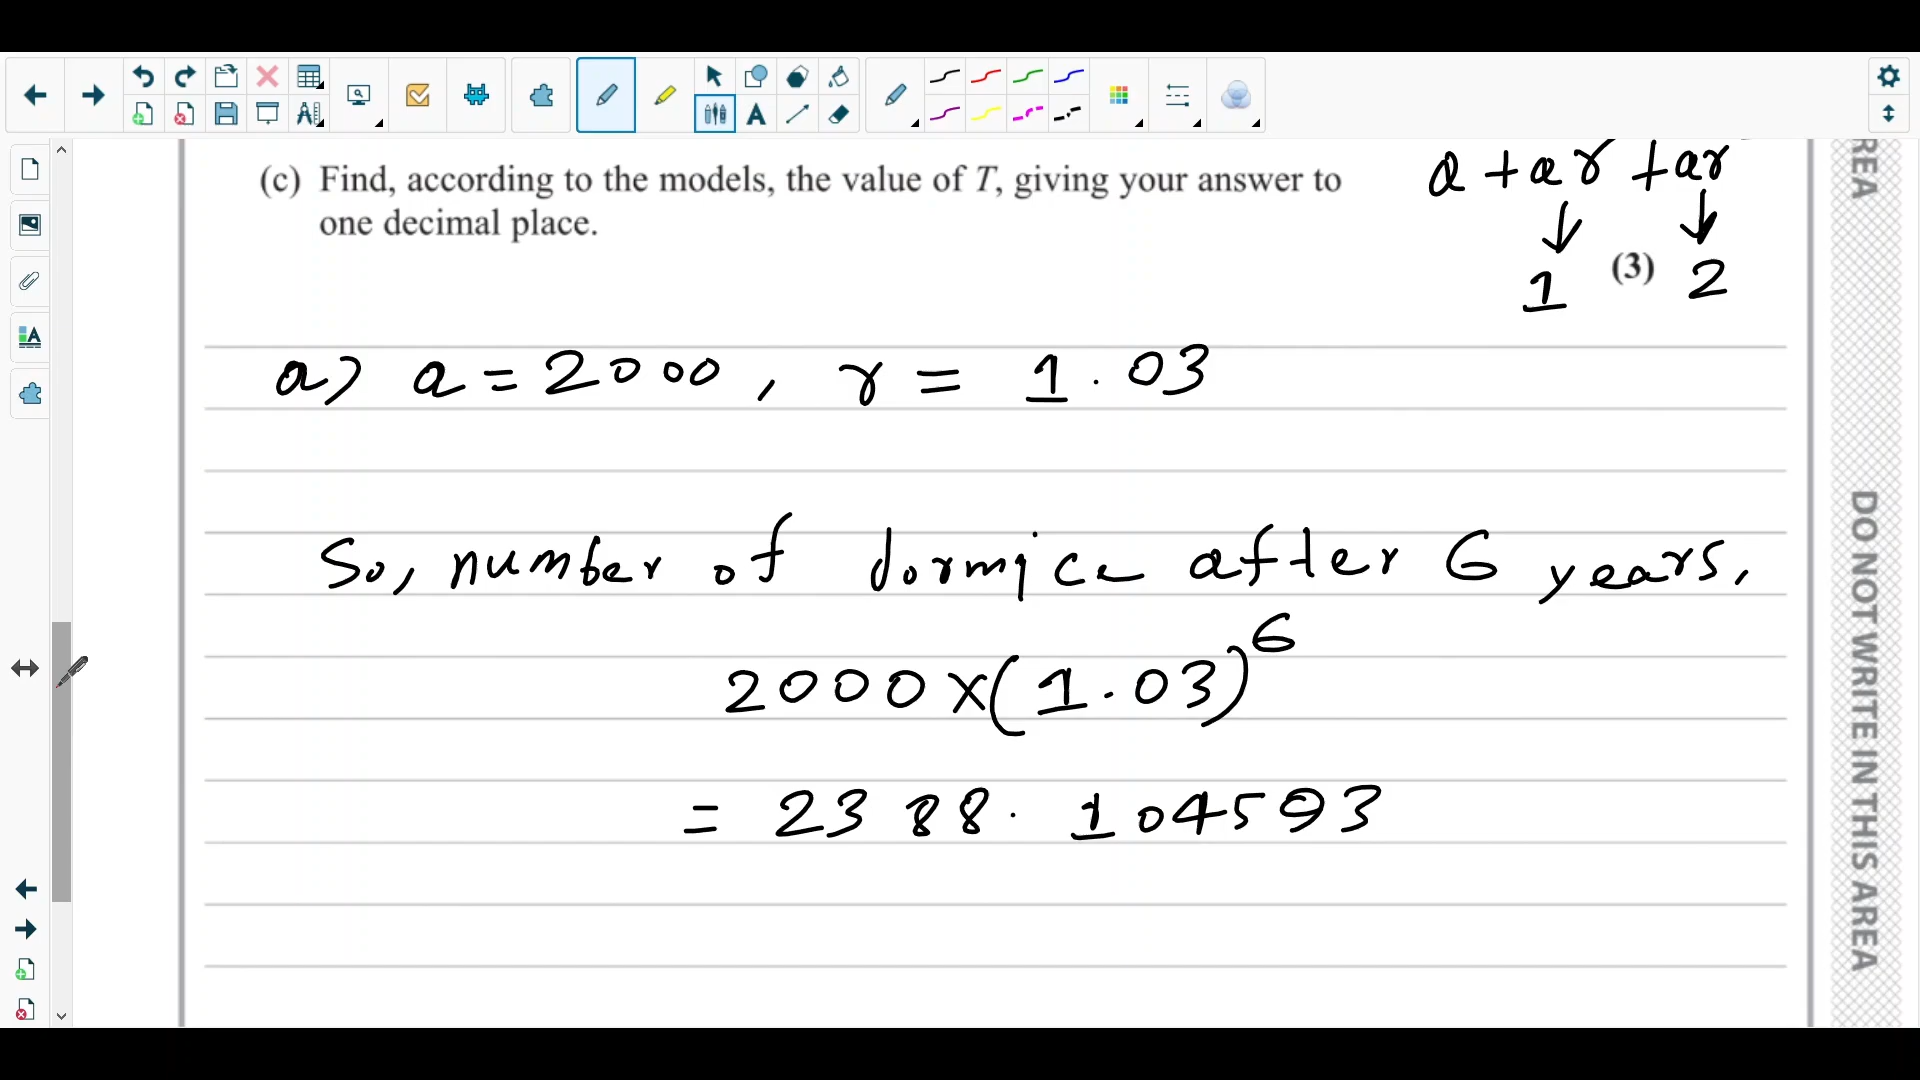 (c) Find, according to the models, the value of T, giving your answer to
one decimal place.
(3)
a + ar + ar
1 2
a) a = 2000, r = 1.03
So, number of dormice after 6 years,
2000 × (1.03)^6
= 2388.104593
REA
DO NOT WRITE IN THIS AREA